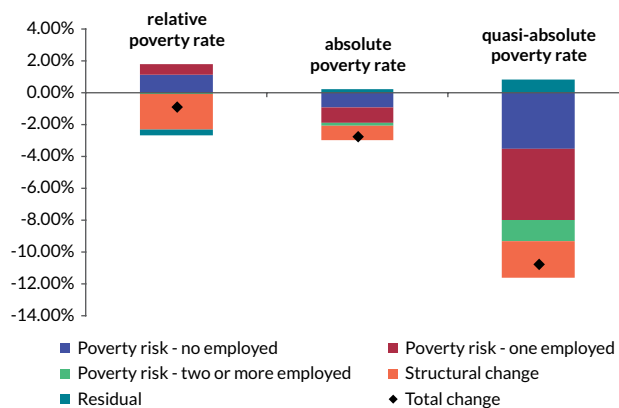 relative
poverty rate
absolute
poverty rate
quasi-absolute
poverty rate
4.00%
2.00%
0.00%
-2.00%
-4.00%
-6.00%
-8.00%
-10.00%
-12.00%
-14.00%
Poverty risk - no employed
Poverty risk - one employed
Poverty risk - two or more employed
Structural change
Residual
Total change